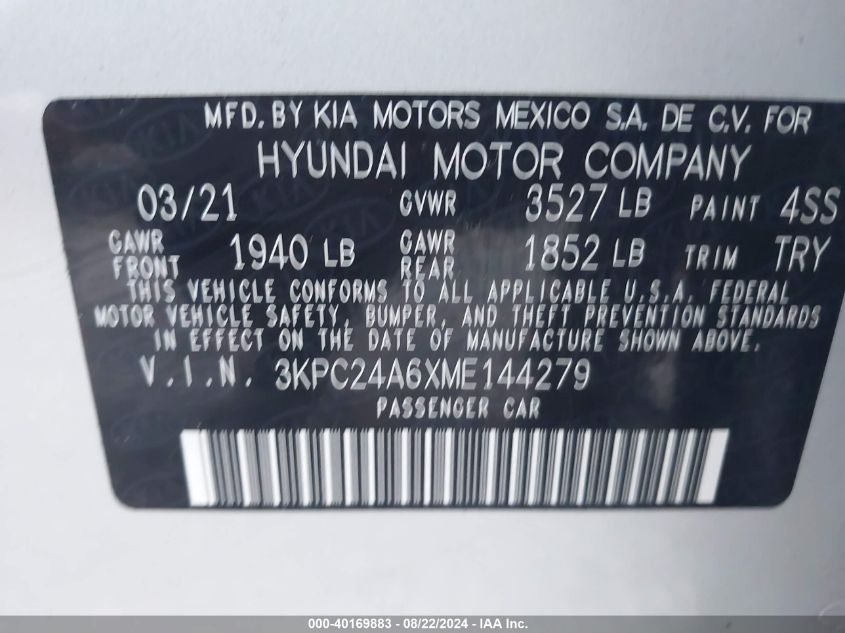 MFD. BY KIA MOTORS MEXICO S.A. DE C.V. FOR
HYUNDAI MOTOR COMPANY
03/21 GVWR 3527 LB PAINT 4SS
GAWR FRONT 1940 LB GAWR REAR 1852 LB TRIM TRY
THIS VEHICLE CONFORMS TO ALL APPLICABLE U.S.A. FEDERAL
MOTOR VEHICLE SAFETY, BUMPER, AND THEFT PREVENTION STANDARDS
IN EFFECT ON THE DATE OF MANUFACTURE SHOWN ABOVE.
V.I.N. 3KPC24A6XME144279
PASSENGER CAR
000-40169883 - 08/22/2024 - IAA Inc.